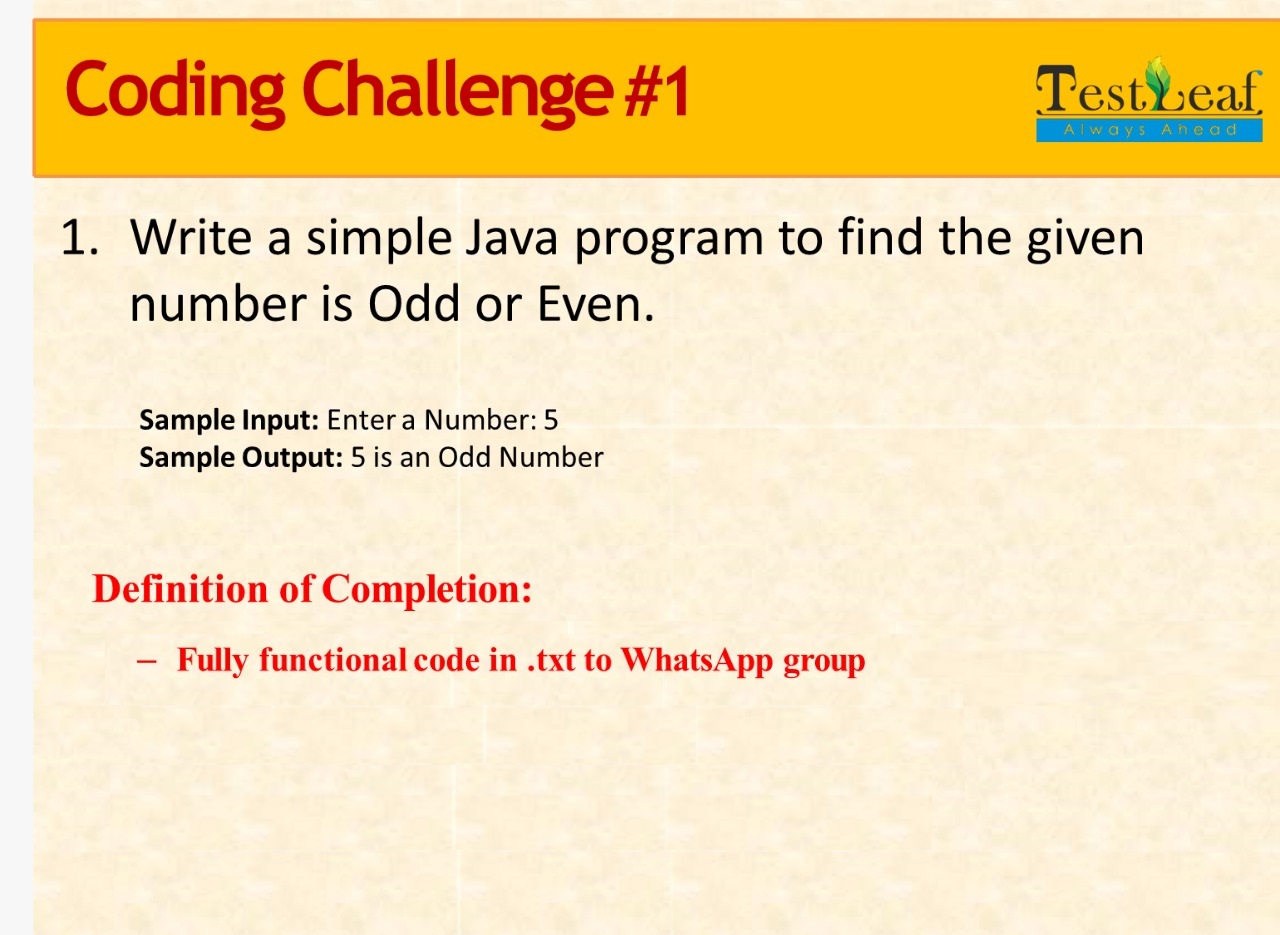 Coding Challenge #1
TestLeaf
Always Ahead
1. Write a simple Java program to find the given
number is Odd or Even.
Sample Input: Enter a Number: 5
Sample Output: 5 is an Odd Number
Definition of Completion:
– Fully functional code in .txt to WhatsApp group